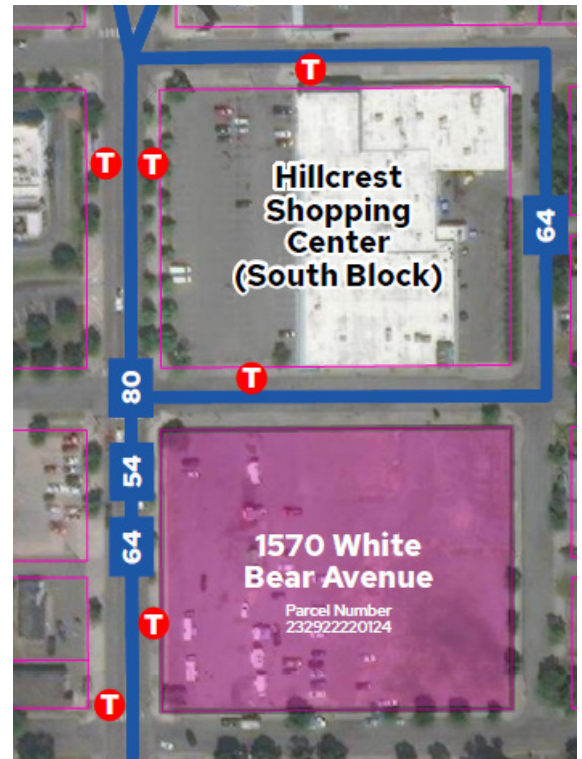 T
T
T
Hillcrest
Shopping
Center
(South Block)
64
T
80
54
64
1570 White
Bear Avenue
Parcel Number
232922220124
T
T